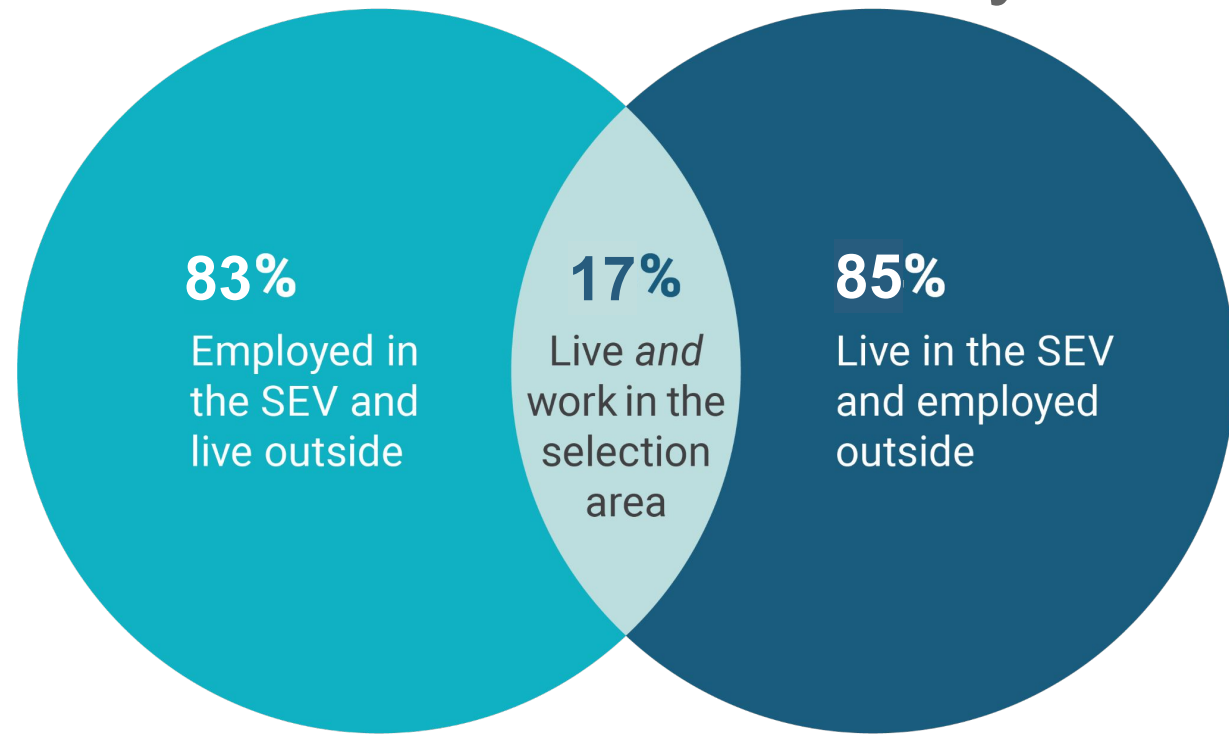 83%
Employed in
the SEV and
live outside
17%
Live and
work in the
selection
area
85%
Live in the SEV
and employed
outside